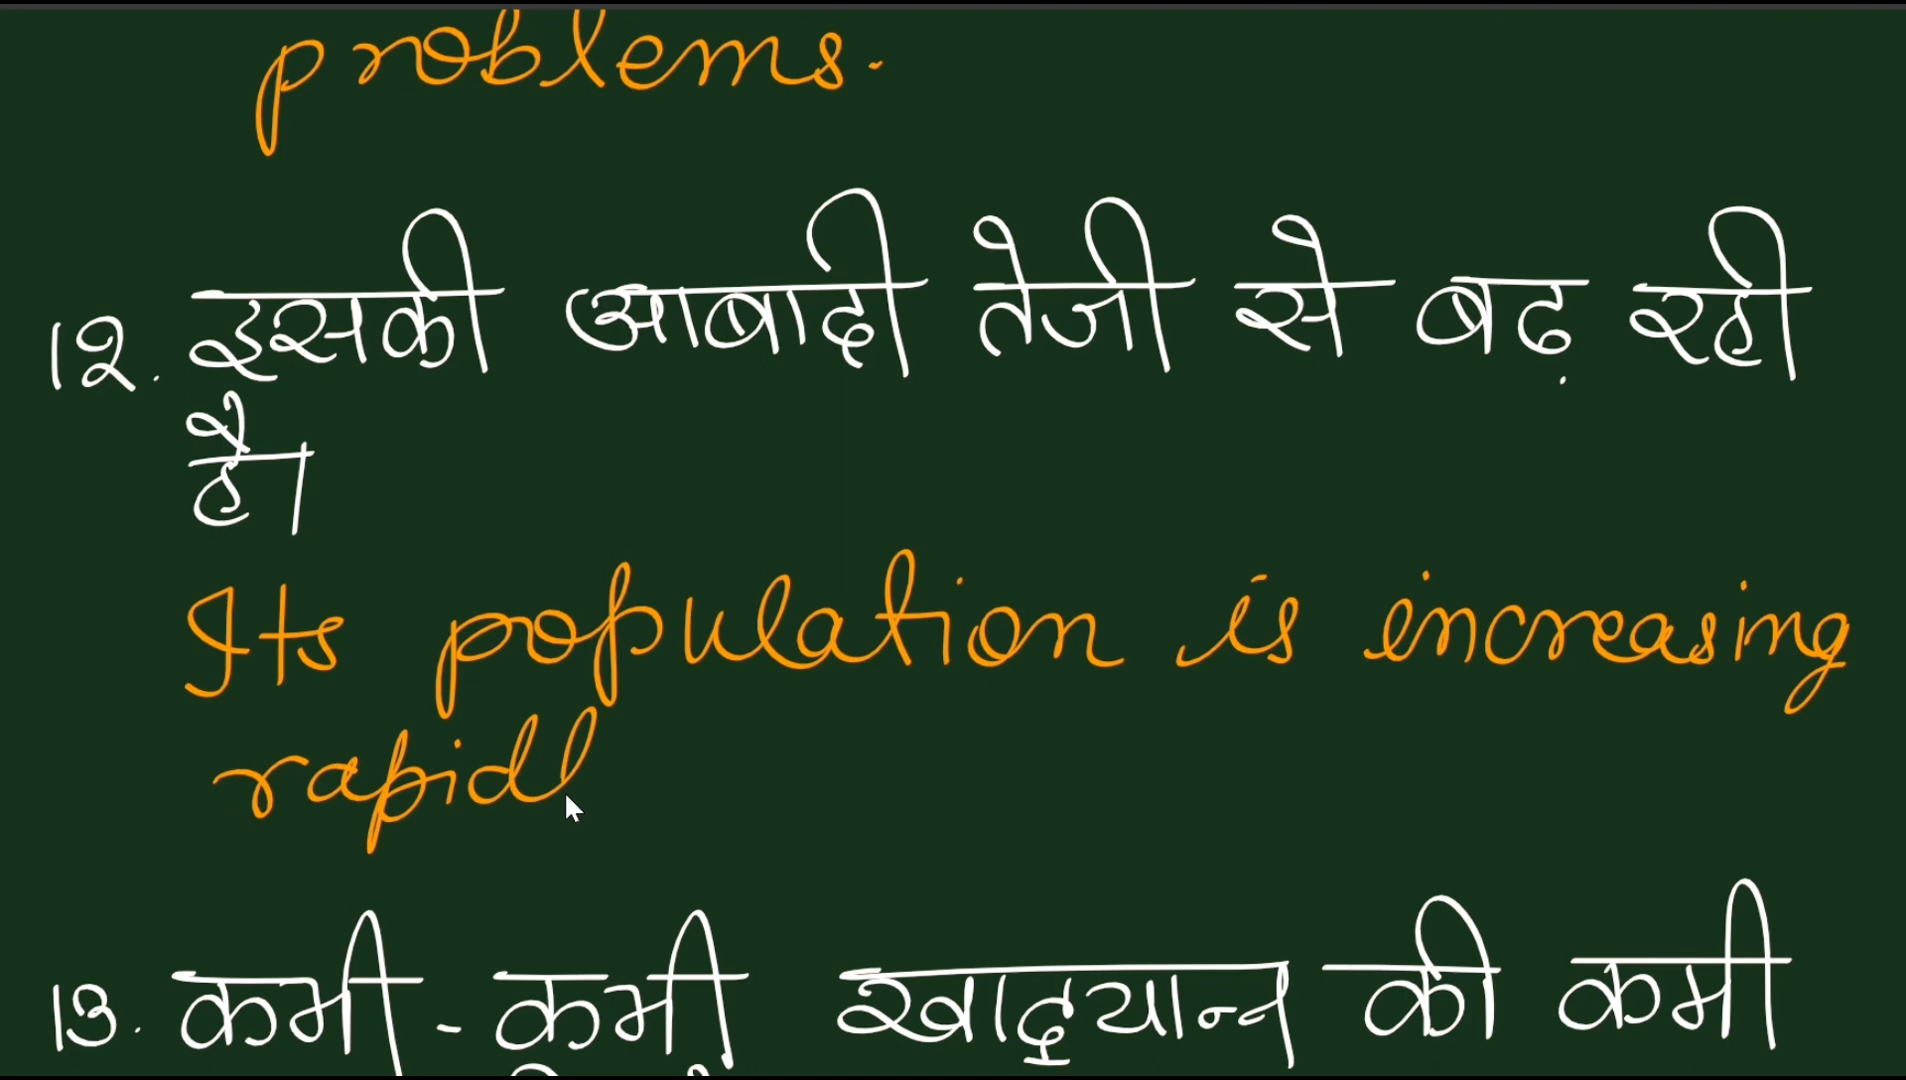 problems.
12. इसकी आबादी तेजी से बढ़ रही
है।
Its population is increasing
rapidl
13. कभी - कभी खाद्यान्न की कमी